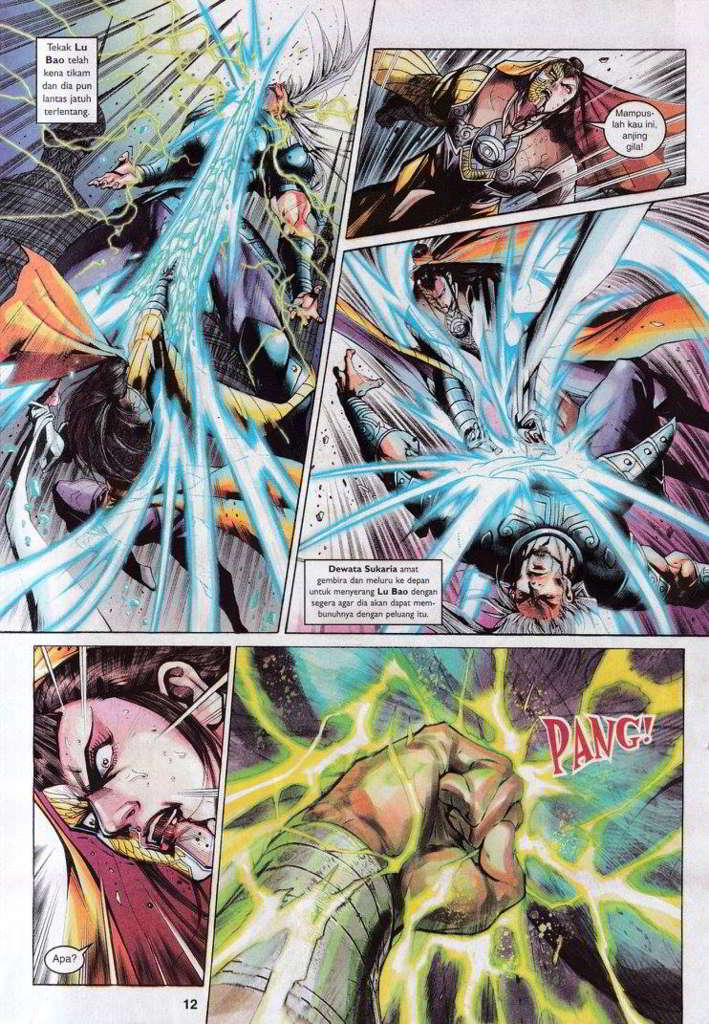 Tekak Lu
Bao telah
kena tikam
dan dia pun
lantas jatuh
terlentang.
Mampus-
lah kau ini,
anjing
gila!
Dewata Sukaria amat
gembira dan meluru ke depan
untuk menyerang Lu Bao dengan
segera agar dia akan dapat mem-
bunuhnya dengan peluang itu.
Apa?
PANG!
12